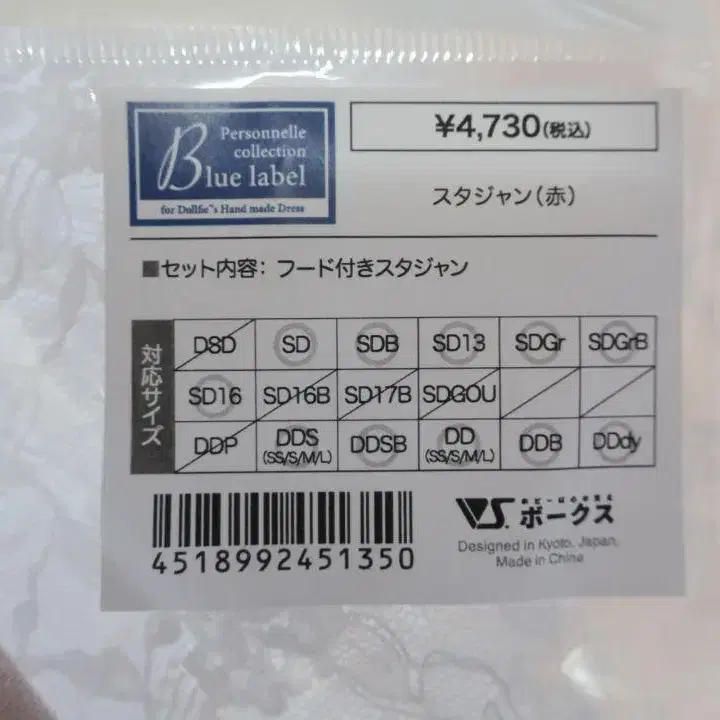 Personnelle
collection
Blue label
for Dollfie's Hand made Dress
¥4,730(税込)
スタジャン(赤)
■セット内容: フード付きスタジャン
対応サイズ
DSD SD SDB SD13 SDGr SDGrB
SD16 SD16B SD17B SDGOU
DDP DDS (SS/S/M/L) DDSB DD (SS/S/M/L) DDB DDdy
4518992451350
VS. ボークス
Designed in Kyoto, Japan,
Made in China